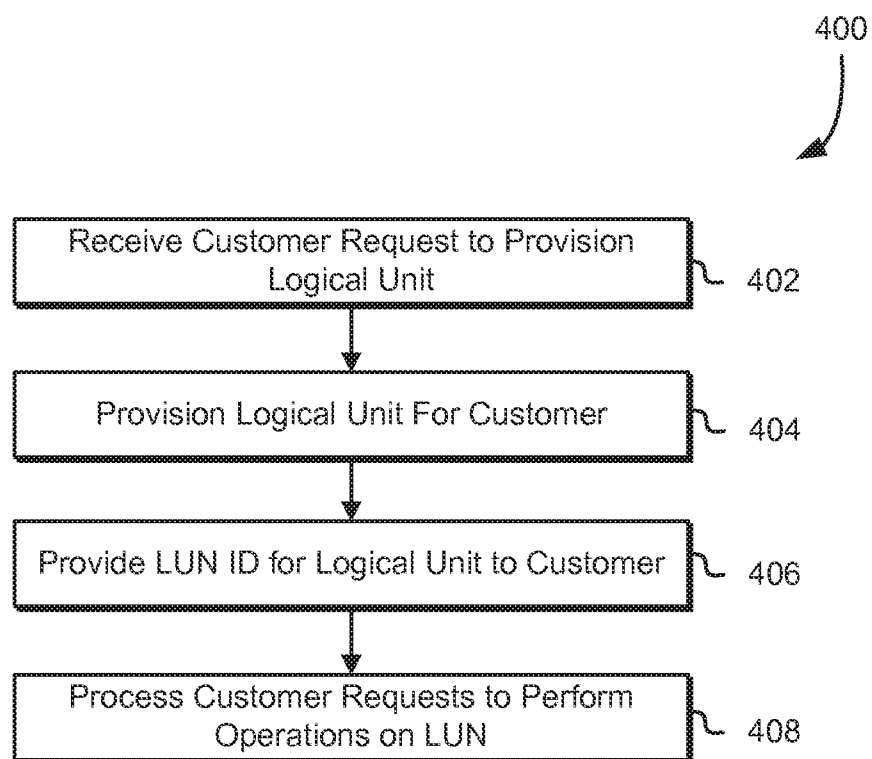 400
Receive Customer Request to Provision
Logical Unit
402
Provision Logical Unit For Customer
404
Provide LUN ID for Logical Unit to Customer
406
Process Customer Requests to Perform
Operations on LUN
408